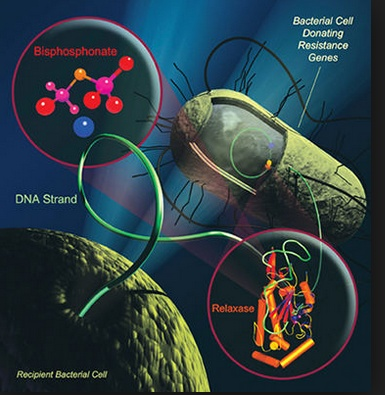 Bisphosphonate
Bacterial Cell
Donating
Resistance
Genes
DNA Strand
Relaxase
Recipient Bacterial Cell